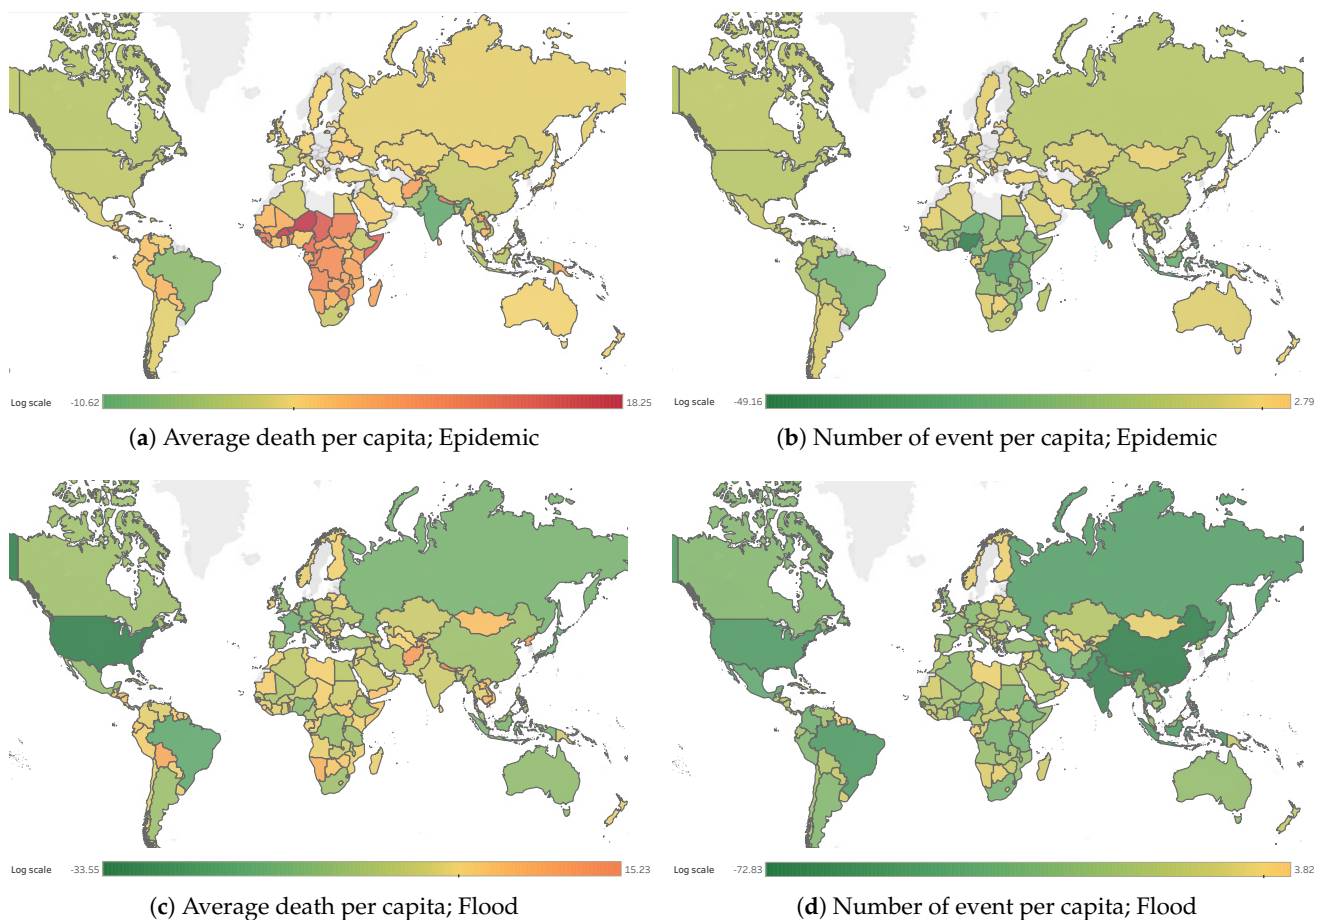 Log scale -10.62 18.25
(a) Average death per capita; Epidemic
Log scale -49.16 2.79
(b) Number of event per capita; Epidemic
Log scale -33.55 15.23
(c) Average death per capita; Flood
Log scale -72.83 3.82
(d) Number of event per capita; Flood